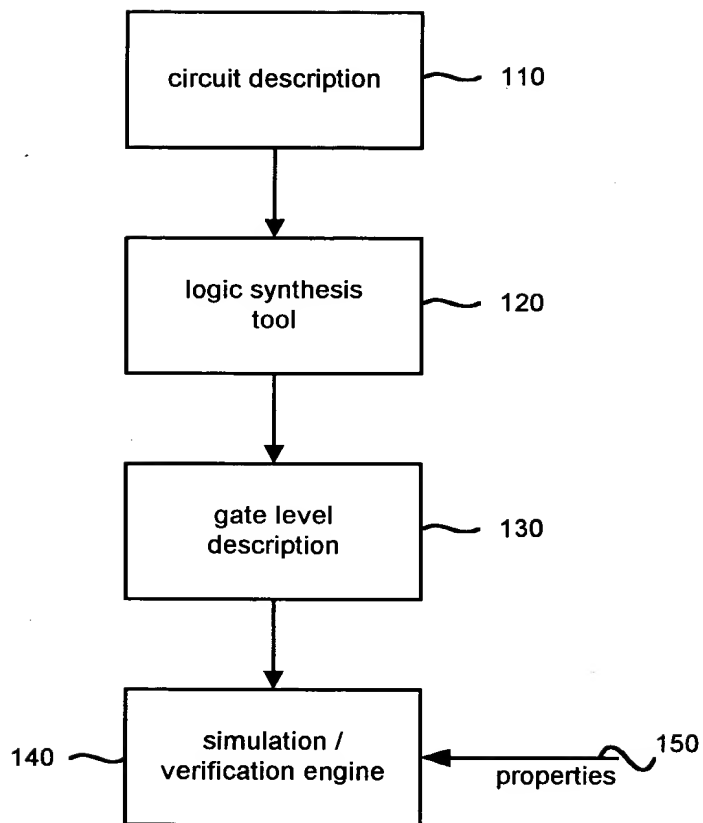 circuit description
110
logic synthesis
tool
120
gate level
description
130
140
simulation /
verification engine
150
properties